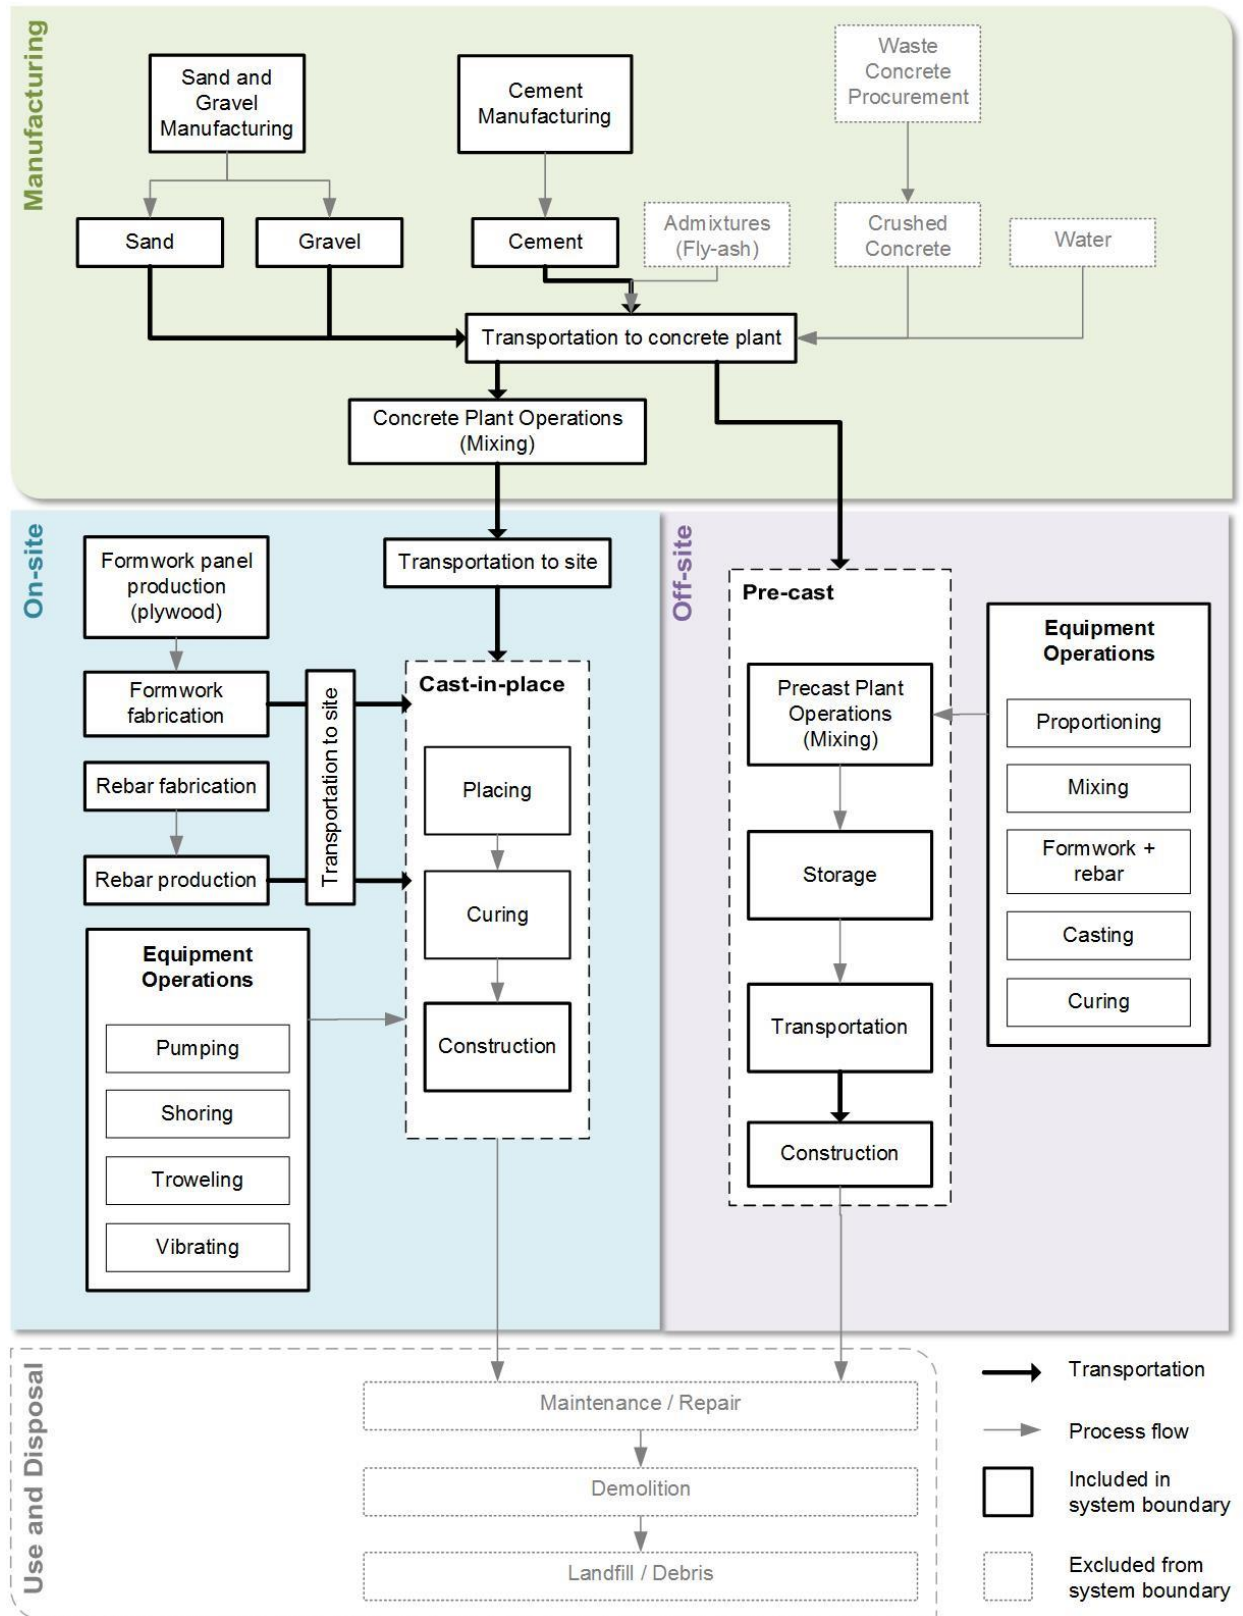 Manufacturing
Sand and
Gravel
Manufacturing
Cement
Manufacturing
Waste
Concrete
Procurement
Sand
Gravel
Cement
Admixtures
(Fly-ash)
Crushed
Concrete
Water
Transportation to concrete plant
Concrete Plant Operations
(Mixing)
On-site
Formwork panel
production
(plywood)
Transportation to site
Formwork
fabrication
Rebar fabrication
Rebar production
Transportation to site
Cast-in-place
Placing
Curing
Construction
Equipment
Operations
Pumping
Shoring
Troweling
Vibrating
Off-site
Pre-cast
Precast Plant
Operations
(Mixing)
Storage
Transportation
Construction
Equipment
Operations
Proportioning
Mixing
Formwork +
rebar
Casting
Curing
Use and Disposal
Maintenance / Repair
Demolition
Landfill / Debris
Transportation
Process flow
Included in
system boundary
Excluded from
system boundary